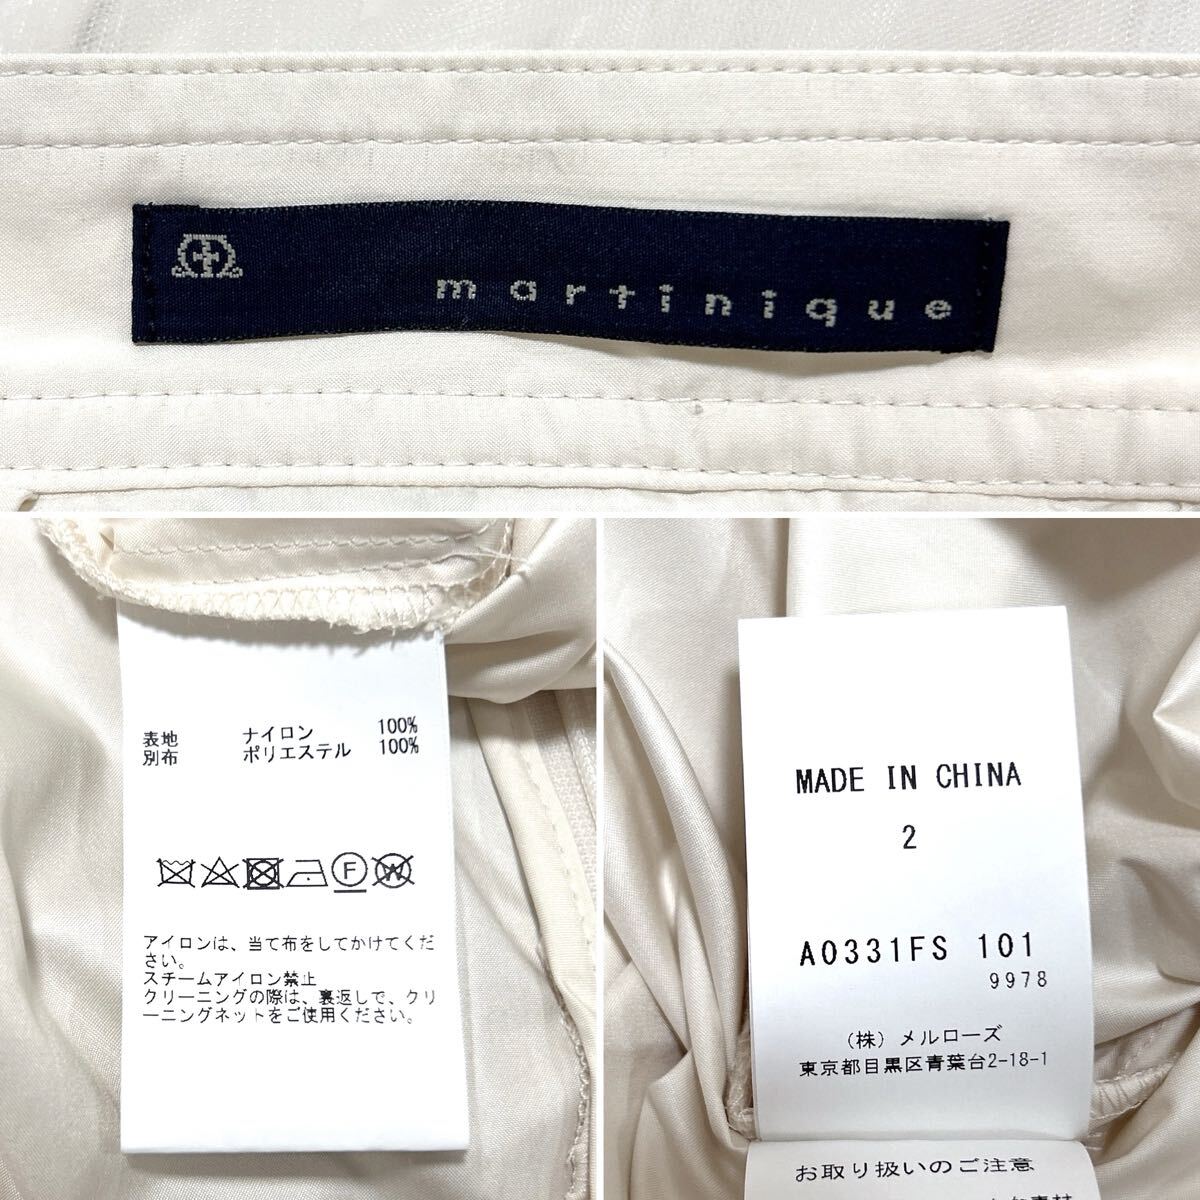 martinique
表地 ナイロン 100%
別布 ポリエステル 100%
F
W
アイロンは、当て布をしてかけてくだ
さい。
スチームアイロン禁止
クリーニングの際は、裏返しで、クリ
ーニングネットをご使用ください。
MADE IN CHINA
2
A0331FS 101
9978
(株) メルローズ
東京都目黒区青葉台2-18-1
お取り扱いのご注意